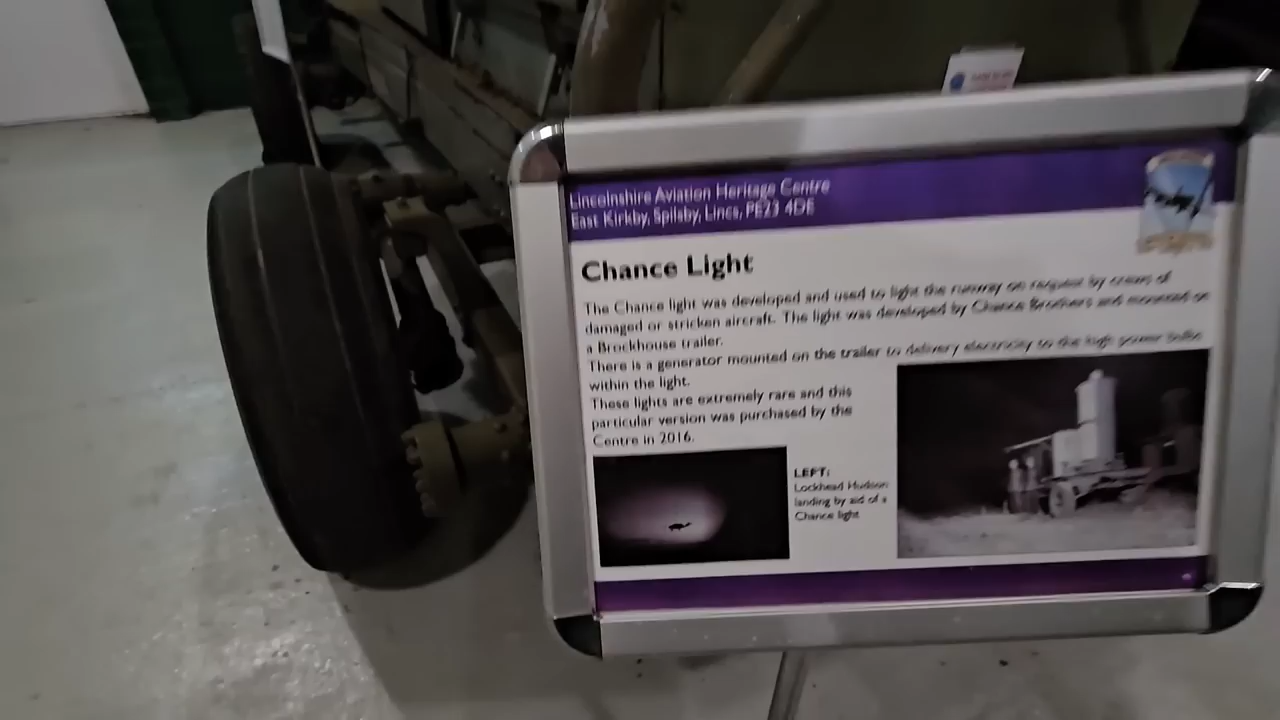 Lincolnshire Aviation Heritage Centre
East Kirkby, Spilsby, Lincs, PE23 4DE
Chance Light
The Chance light was developed and used to light the runway on request by crews of
damaged or stricken aircraft. The light was developed by Chance Brothers and mounted on
a Brockhouse trailer.
There is a generator mounted on the trailer to delivery electricity to the high power bulbs
within the light.
These lights are extremely rare and this
particular version was purchased by the
Centre in 2016.
LEFT:
Lockhead Hudson
landing by aid of a
Chance light